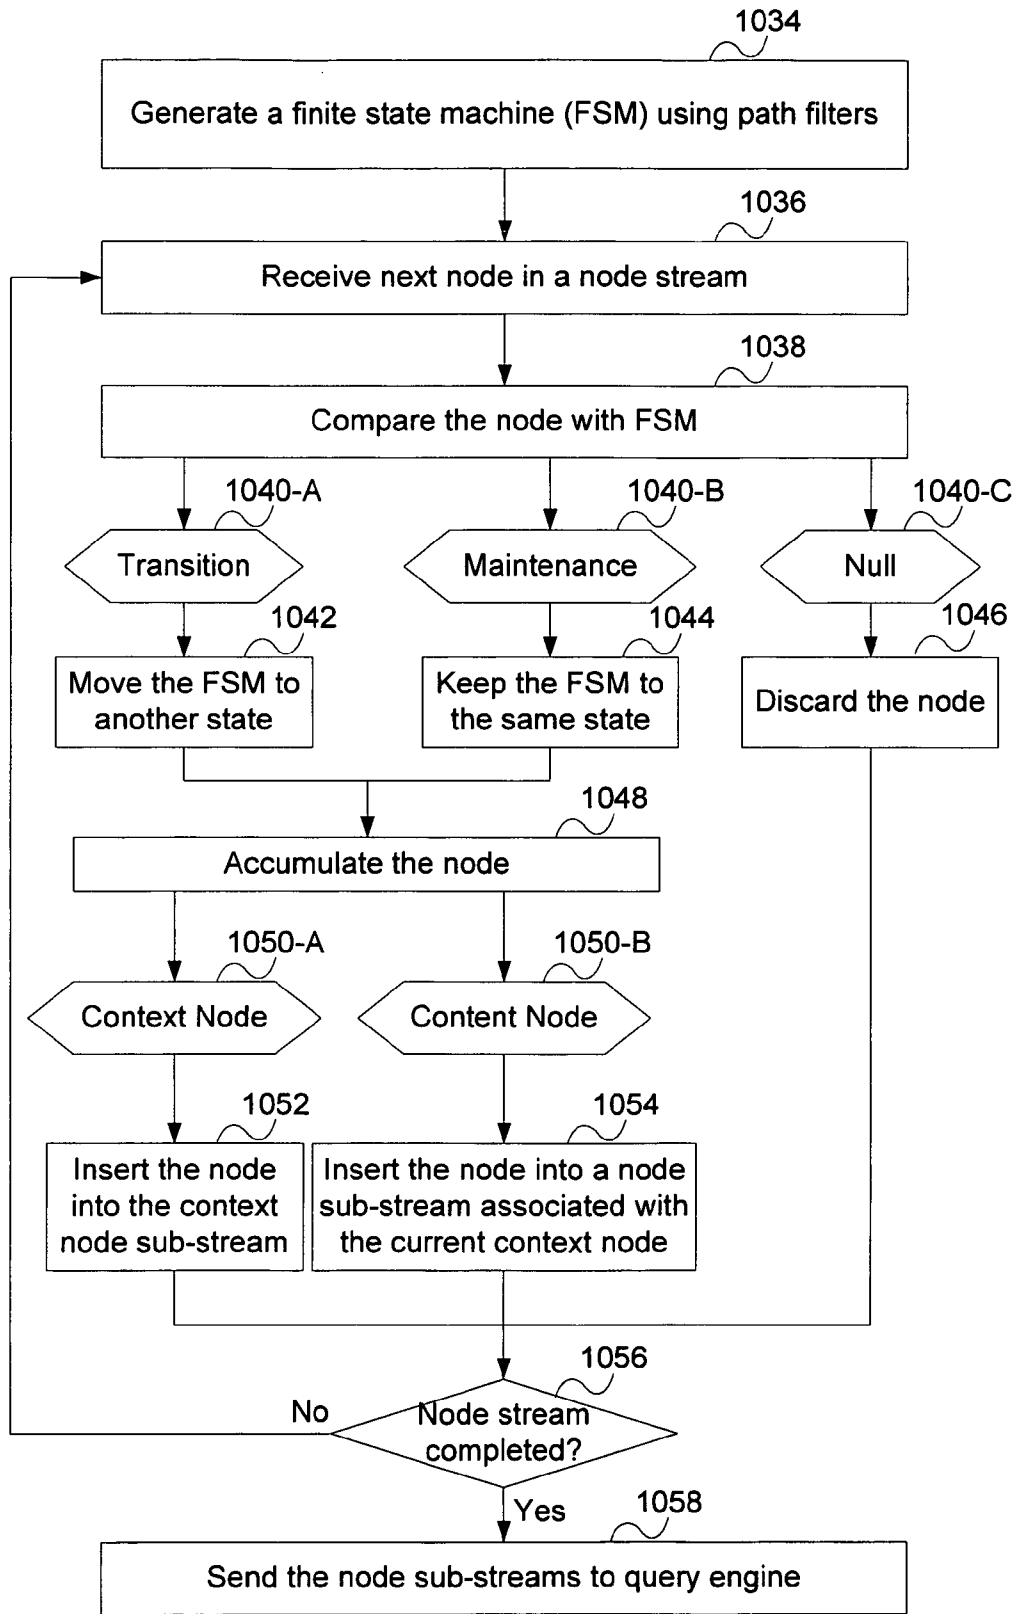 1034
Generate a finite state machine (FSM) using path filters
1036
Receive next node in a node stream
1038
Compare the node with FSM
1040-A
1040-B
1040-C
Transition
Maintenance
Null
1042
1044
1046
Move the FSM to
another state
Keep the FSM to
the same state
Discard the node
1048
Accumulate the node
1050-A
1050-B
Context Node
Content Node
1052
1054
Insert the node
into the context
node sub-stream
Insert the node into a node
sub-stream associated with
the current context node
1056
No
Node stream
completed?
Yes
1058
Send the node sub-streams to query engine